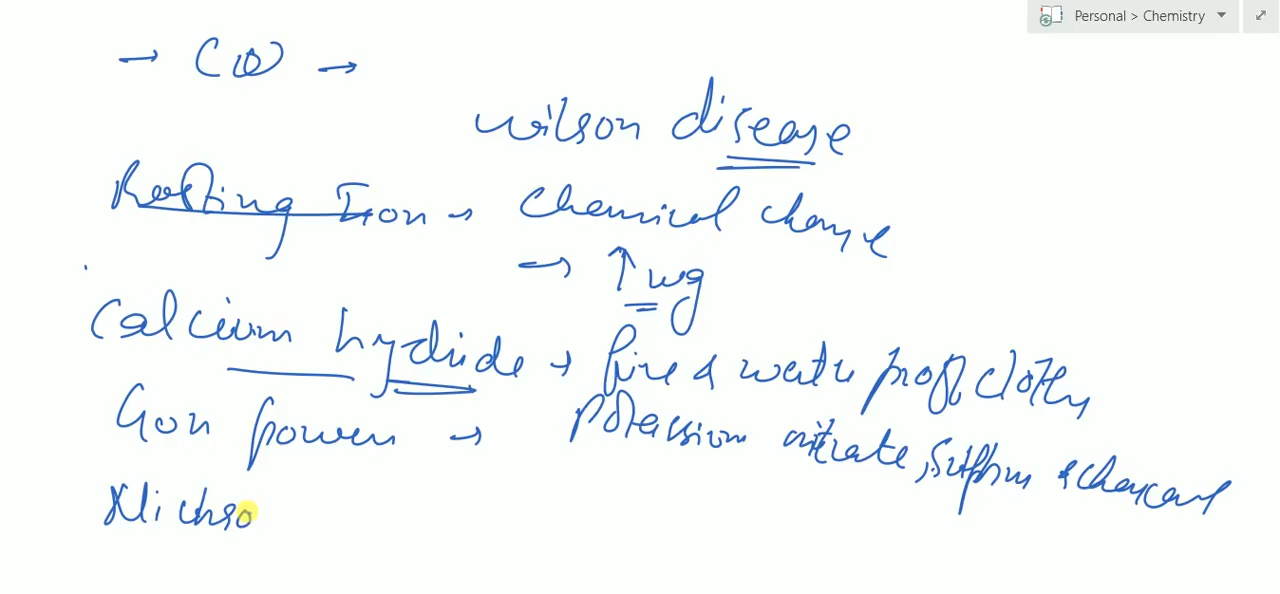 Personal > Chemistry
→ CO →
wilson disease
Rusting Iron → Chemical change
→ ↑ wg
Calcium hydride → fire & water proof clothes
Gun power → Potassium nitrate, Sulphur & charcoal
Nichro